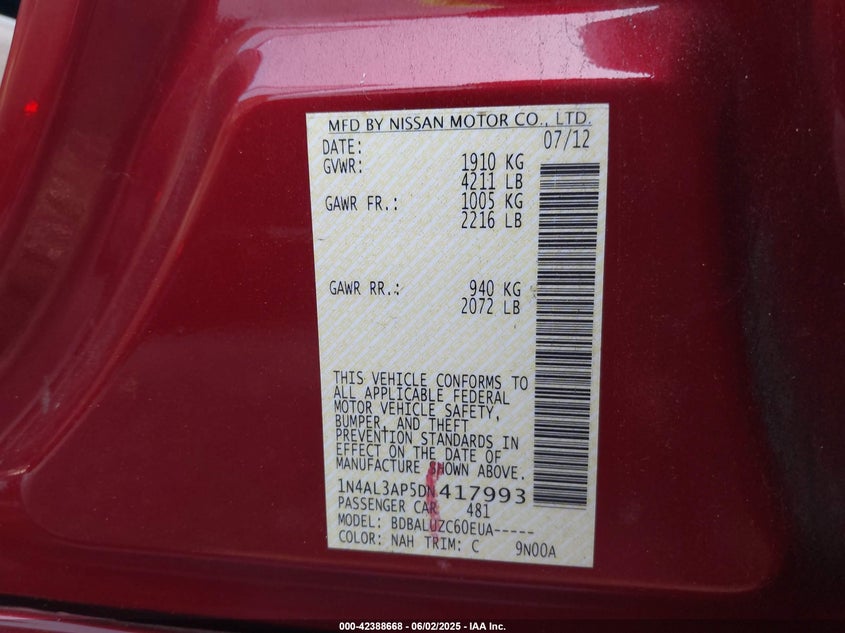 MFD BY NISSAN MOTOR CO., LTD.
DATE: 07/12
GVWR: 1910 KG
4211 LB
GAWR FR.: 1005 KG
2216 LB
GAWR RR.: 940 KG
2072 LB
THIS VEHICLE CONFORMS TO
ALL APPLICABLE FEDERAL
MOTOR VEHICLE SAFETY,
BUMPER, AND THEFT
PREVENTION STANDARDS IN
EFFECT ON THE DATE OF
MANUFACTURE SHOWN ABOVE.
1N4AL3AP5DN417993
PASSENGER CAR 481
MODEL: BDBALUZC60EUA-----
COLOR: NAH TRIM: C 9N00A
000-42388668 - 06/02/2025 - IAA Inc.